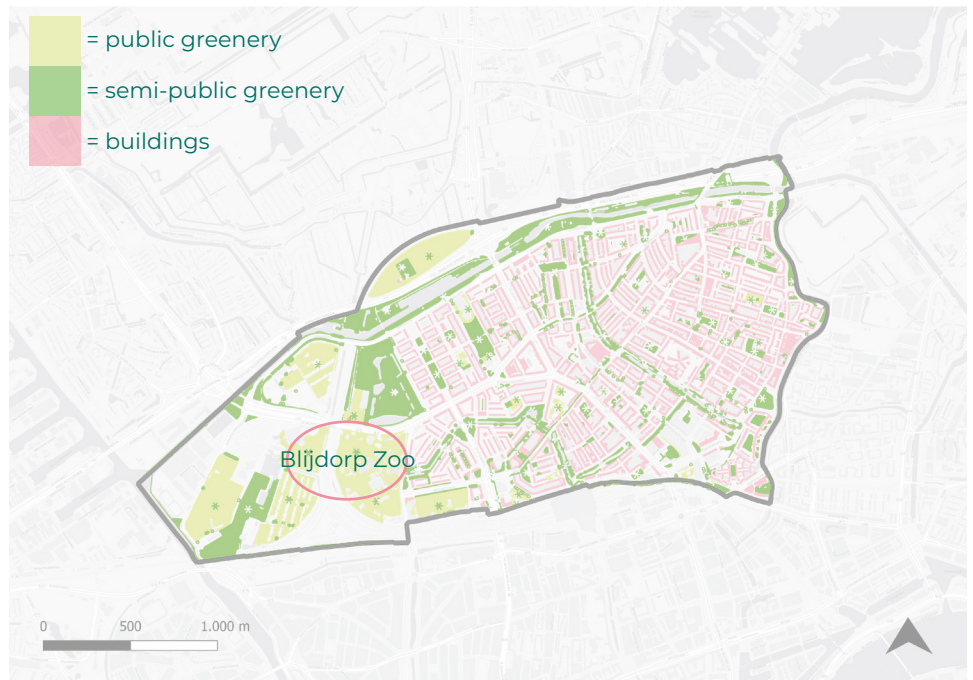 = public greenery
= semi-public greenery
= buildings
Blijdorp Zoo
0 500 1.000 m